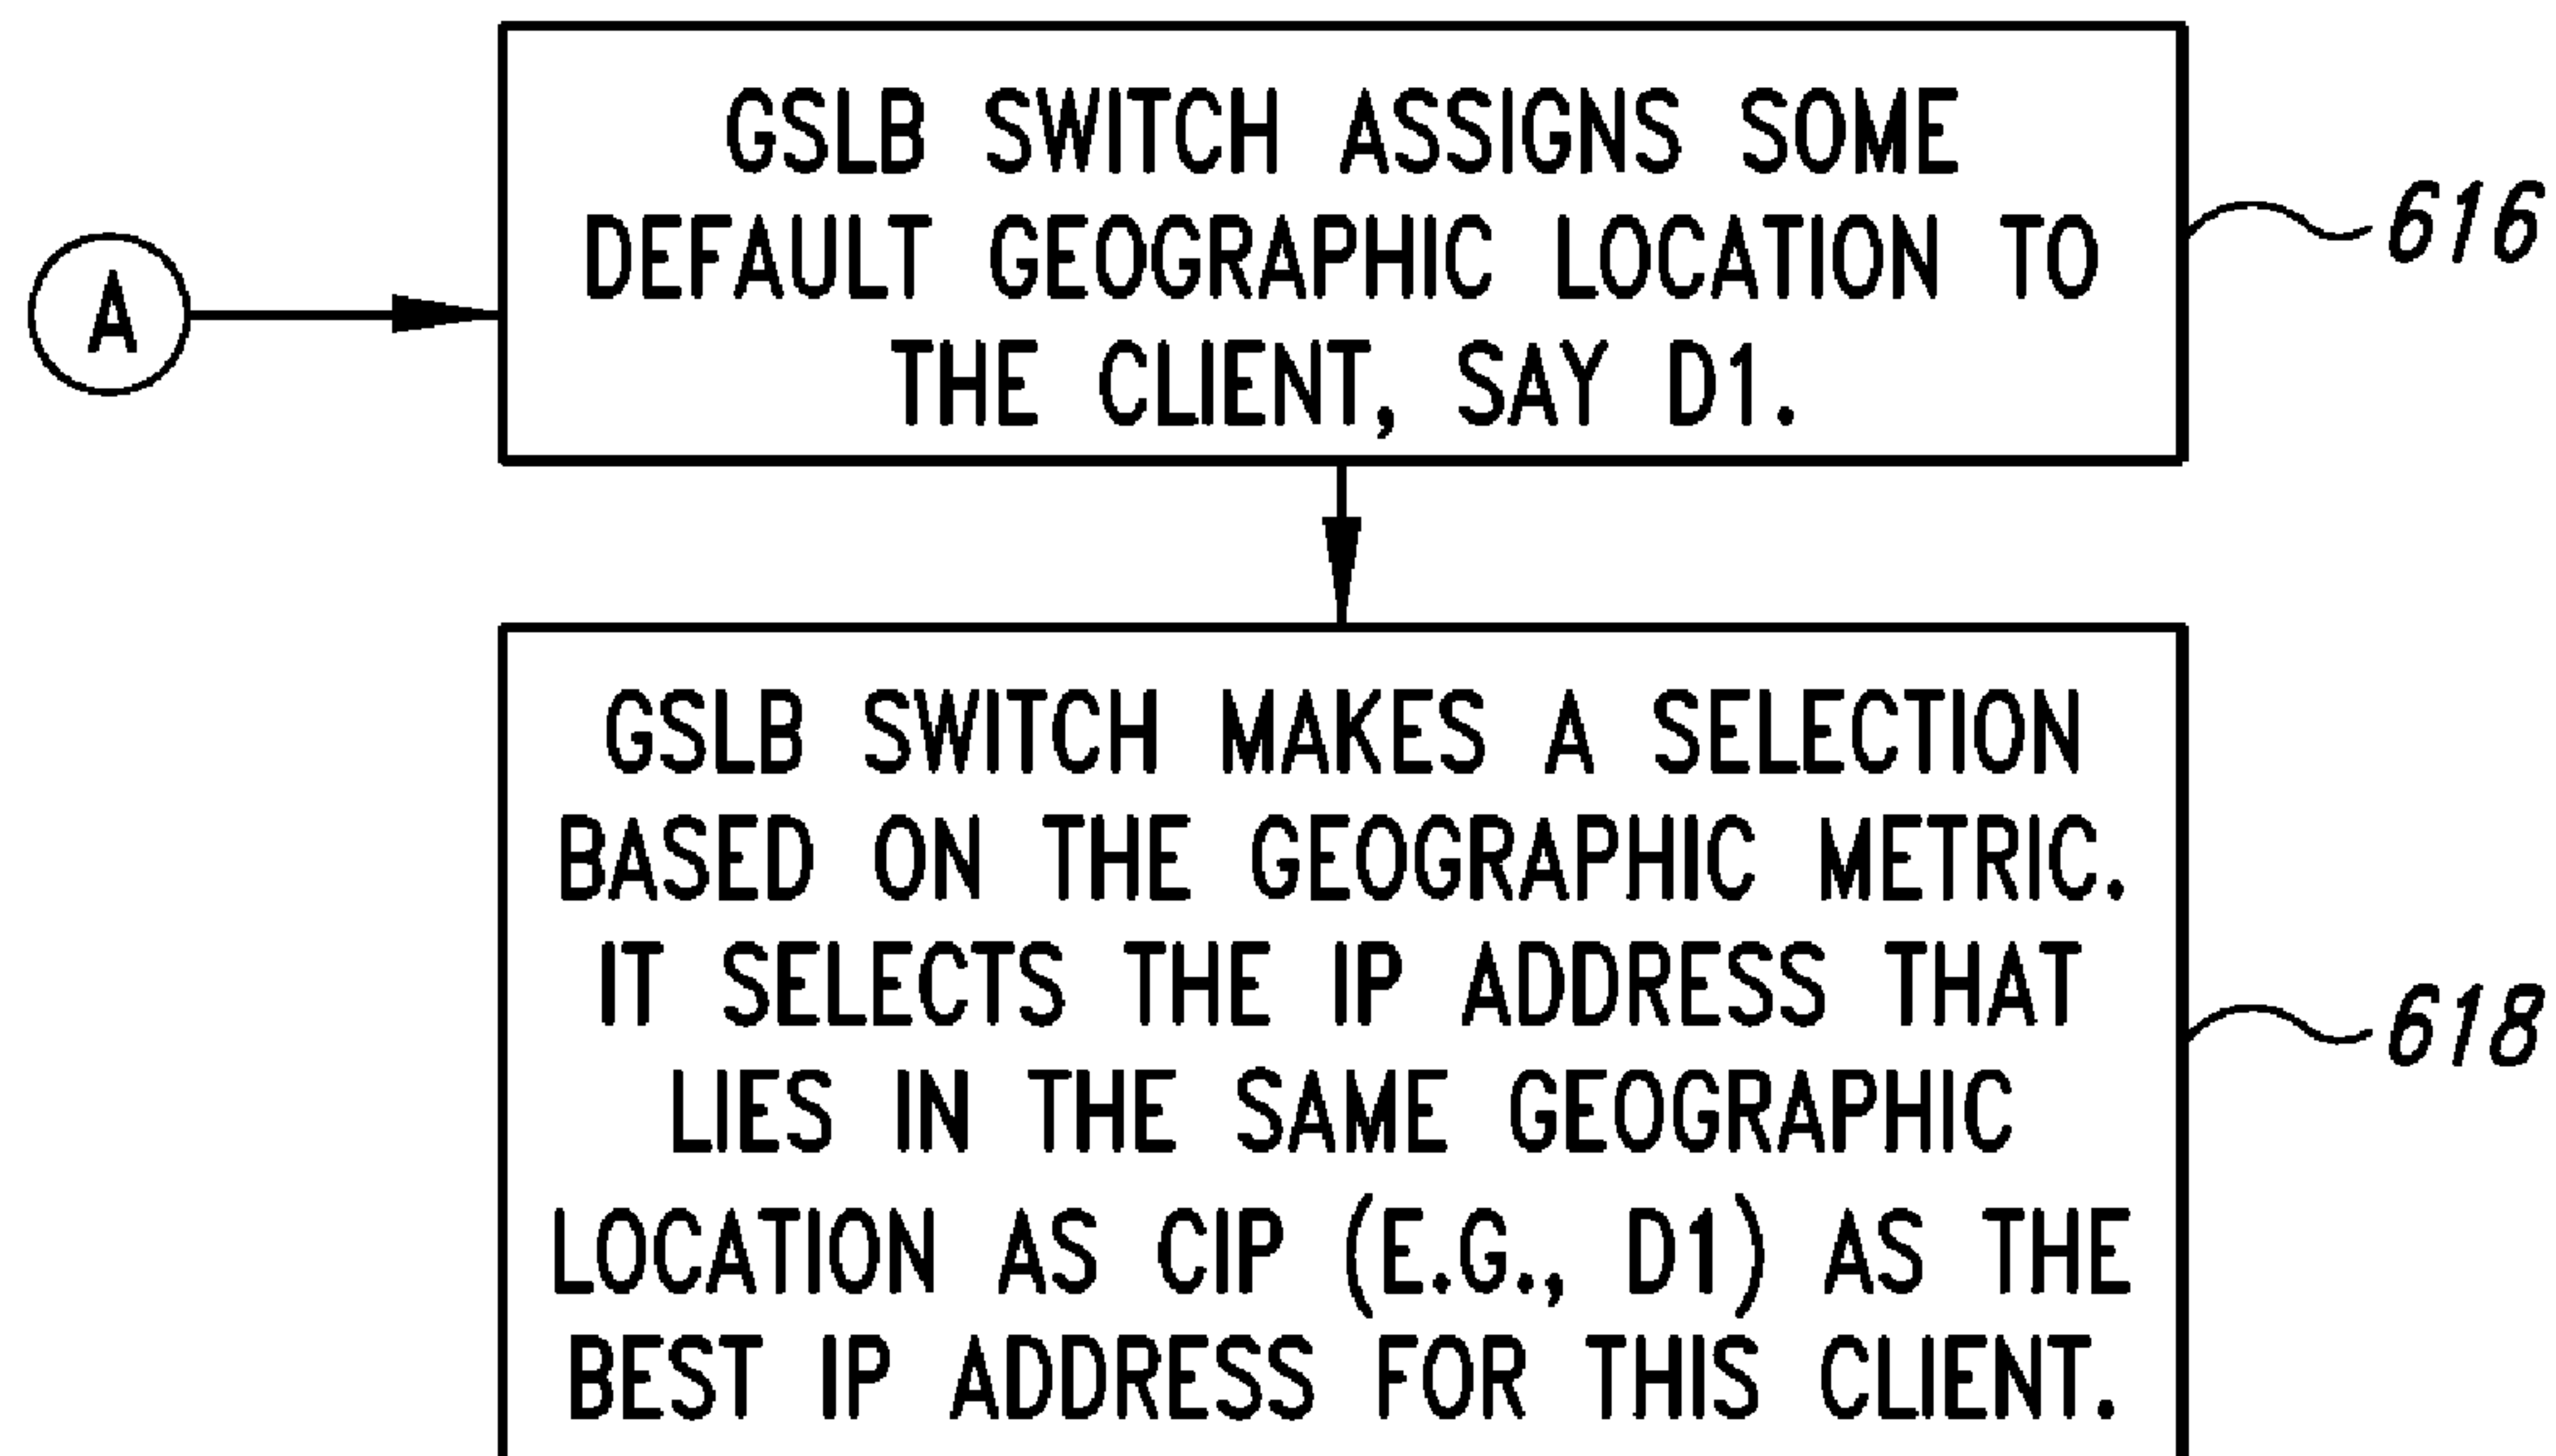 GSLB SWITCH ASSIGNS SOME
DEFAULT GEOGRAPHIC LOCATION TO
THE CLIENT, SAY D1.
616
A
GSLB SWITCH MAKES A SELECTION
BASED ON THE GEOGRAPHIC METRIC.
IT SELECTS THE IP ADDRESS THAT
LIES IN THE SAME GEOGRAPHIC
LOCATION AS CIP (E.G., D1) AS THE
BEST IP ADDRESS FOR THIS CLIENT.
618